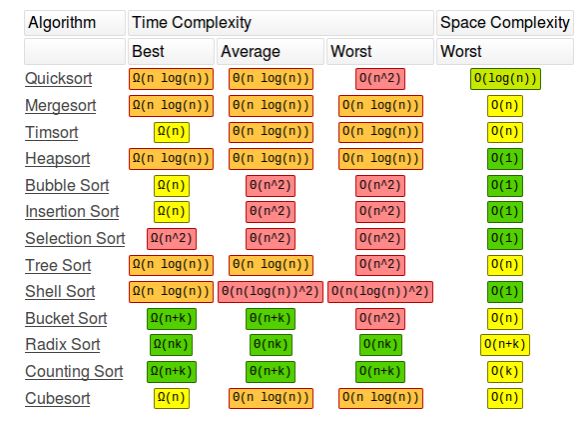 Algorithm Time Complexity Space Complexity
Best Average Worst Worst
Quicksort Ω(n log(n)) Θ(n log(n)) O(n^2) O(log(n))
Mergesort Ω(n log(n)) Θ(n log(n)) O(n log(n)) O(n)
Timsort Ω(n) Θ(n log(n)) O(n log(n)) O(n)
Heapsort Ω(n log(n)) Θ(n log(n)) O(n log(n)) O(1)
Bubble Sort Ω(n) Θ(n^2) O(n^2) O(1)
Insertion Sort Ω(n) Θ(n^2) O(n^2) O(1)
Selection Sort Ω(n^2) Θ(n^2) O(n^2) O(1)
Tree Sort Ω(n log(n)) Θ(n log(n)) O(n^2) O(n)
Shell Sort Ω(n log(n)) Θ(n(log(n))^2) O(n(log(n))^2) O(1)
Bucket Sort Ω(n+k) Θ(n+k) O(n^2) O(n)
Radix Sort Ω(nk) Θ(nk) O(nk) O(n+k)
Counting Sort Ω(n+k) Θ(n+k) O(n+k) O(k)
Cubesort Ω(n) Θ(n log(n)) O(n log(n)) O(n)